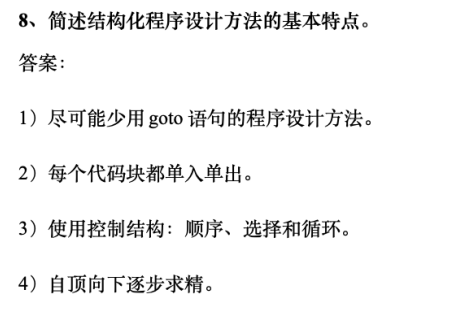 8、简述结构化程序设计方法的基本特点。
答案：
1）尽可能少用 goto 语句的程序设计方法。
2）每个代码块都单入单出。
3）使用控制结构：顺序、选择和循环。
4）自顶向下逐步求精。